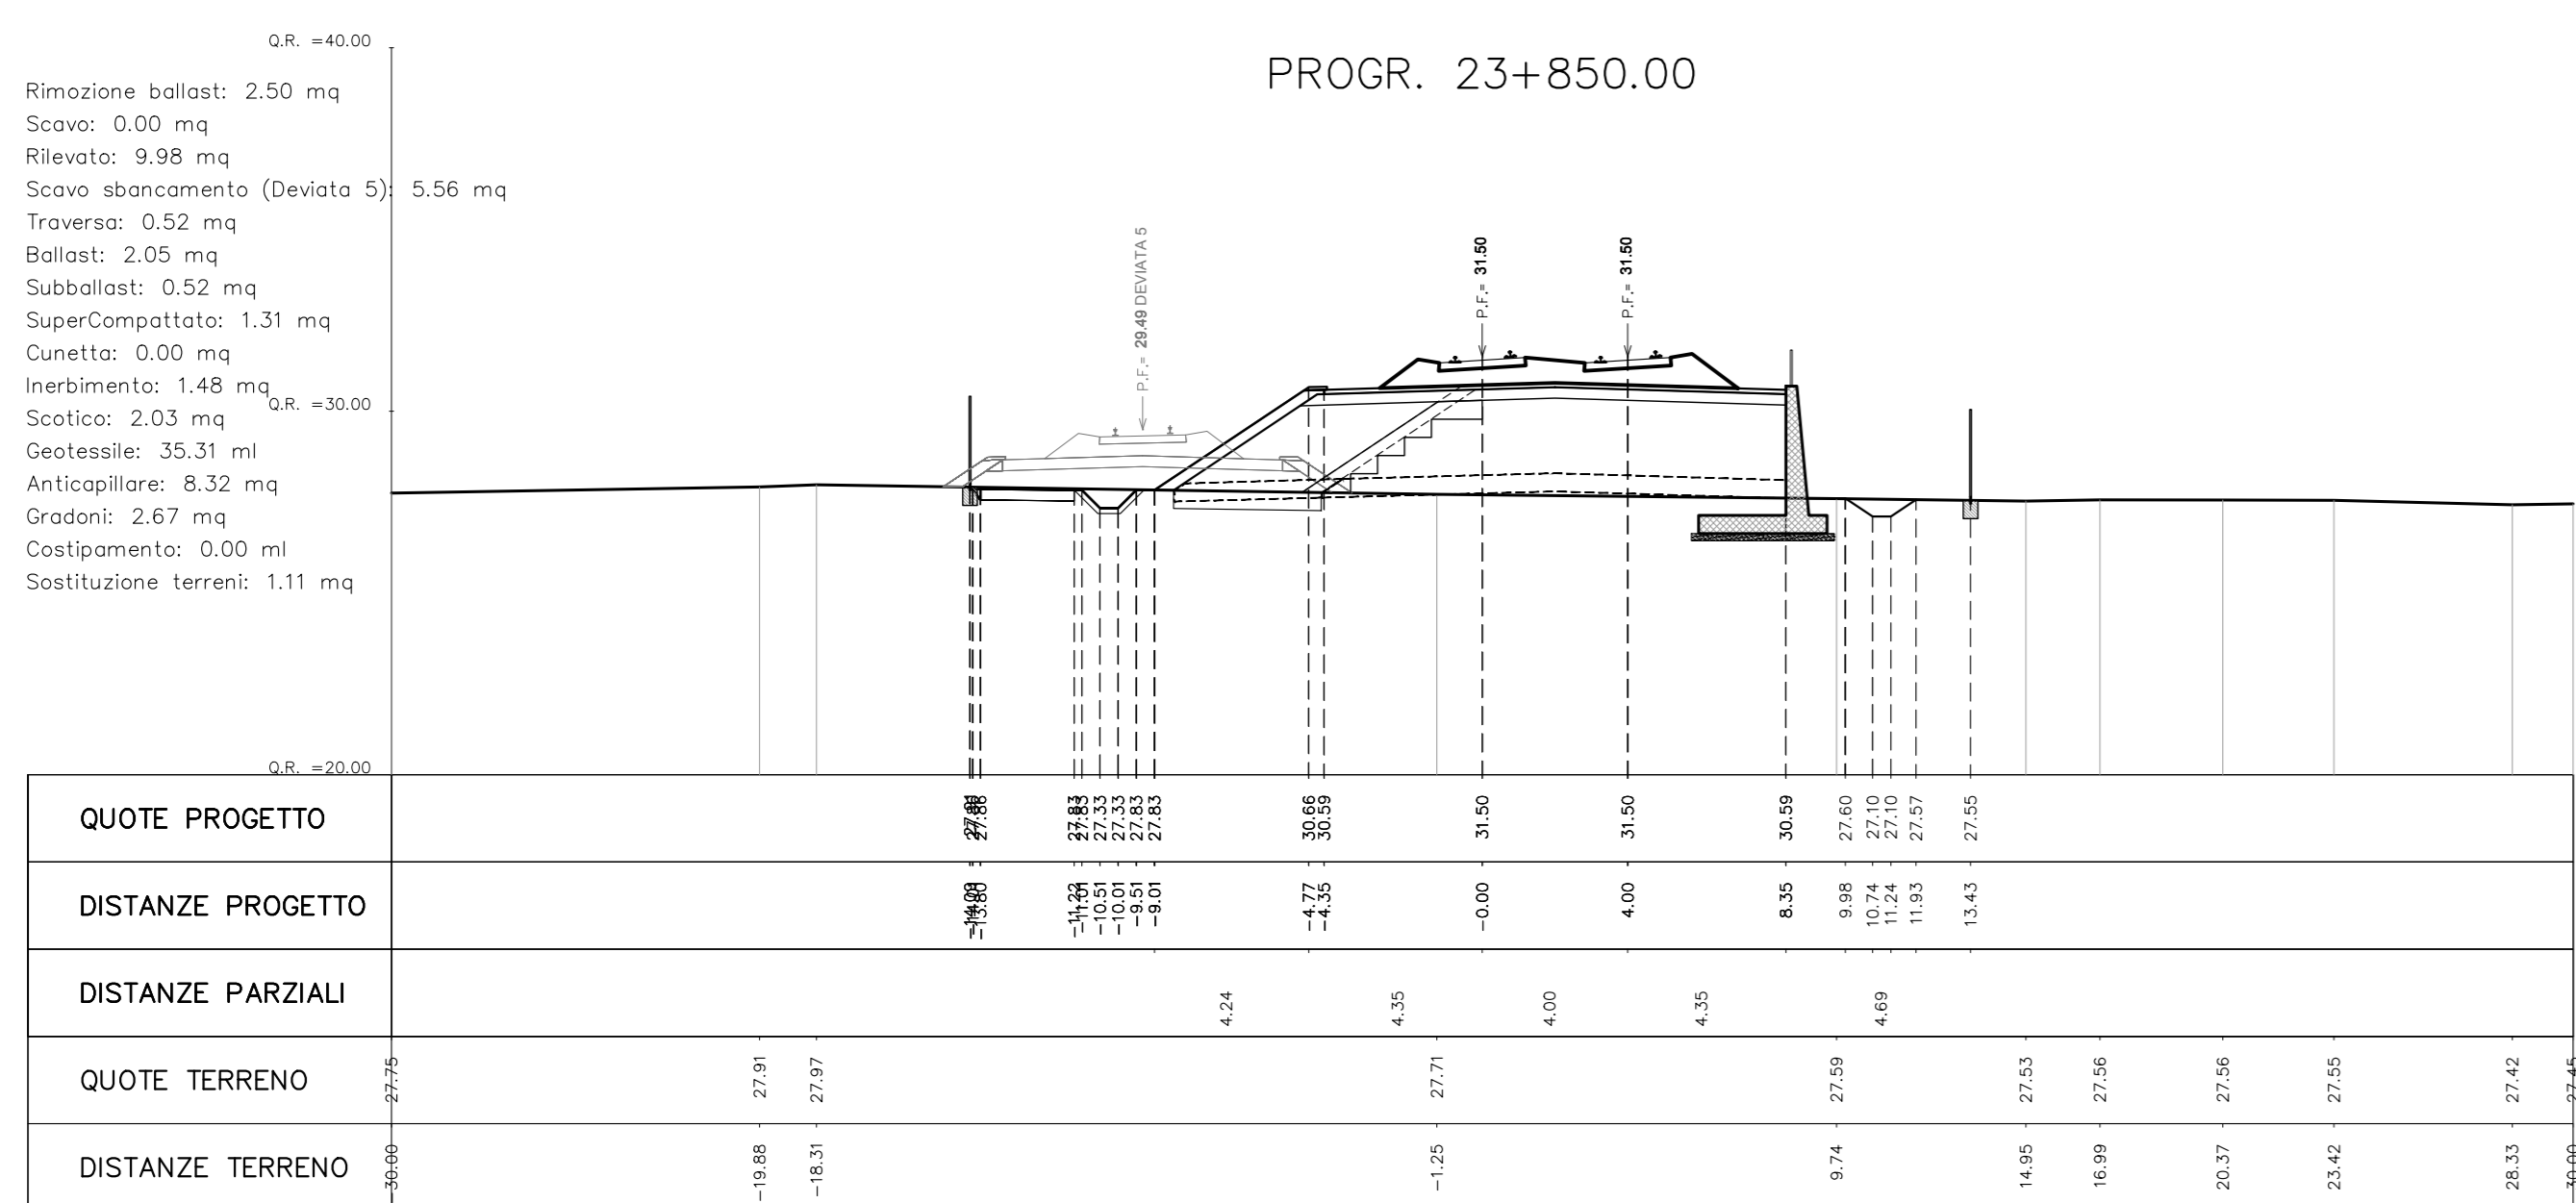 Q.R. =40.00
PROGR. 23+850.00
Rimozione ballast: 2.50 mq
Scavo: 0.00 mq
Rilevato: 9.98 mq
Scavo sbancamento (Deviata 5): 5.56 mq
Traversa: 0.52 mq
Ballast: 2.05 mq
Subballast: 0.52 mq
SuperCompattato: 1.31 mq
Cunetta: 0.00 mq
Inerbimento: 1.48 mq
Scotico: 2.03 mq
Geotessile: 35.31 ml
Anticapillare: 8.32 mq
Gradoni: 2.67 mq
Costipamento: 0.00 ml
Sostituzione terreni: 1.11 mq
P.F.= 29.49 DEVIATA 5
P.F.= 31.50
P.F.= 31.50
Q.R. =30.00
Q.R. =20.00
QUOTE PROGETTO 27.86 27.83 27.83 27.33 27.33 27.83 27.83 30.66 30.59 31.50 31.50 30.59 27.60 27.10 27.10 27.57 27.55
DISTANZE PROGETTO -13.80 -11.22 -11.01 -10.51 -10.01 -9.51 -9.01 -4.77 -4.35 -0.00 4.00 8.35 9.98 10.74 11.24 11.93 13.43
DISTANZE PARZIALI 4.24 4.35 4.00 4.35 4.69
QUOTE TERRENO 27.75 27.91 27.97 27.71 27.59 27.53 27.56 27.56 27.55 27.42 27.45
DISTANZE TERRENO -30.00 -19.88 -18.31 -1.25 9.74 14.95 16.99 20.37 23.42 28.33 30.00